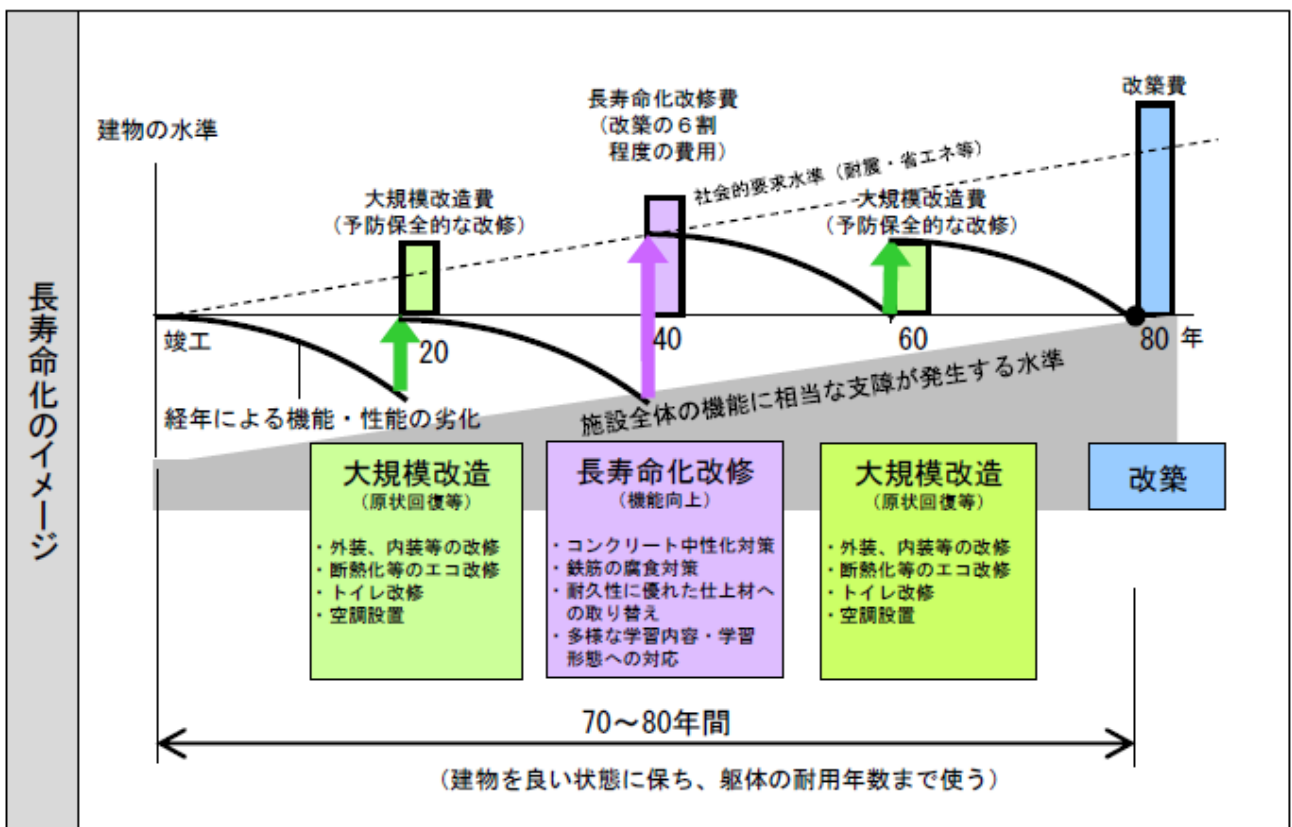 長寿命化のイメージ
建物の水準
大規模改造費
（予防保全的な改修）
長寿命化改修費
（改築の６割
程度の費用）
社会的要求水準（耐震・省エネ等）
大規模改造費
（予防保全的な改修）
改築費
竣工
20
40
60
80 年
経年による機能・性能の劣化
施設全体の機能に相当な支障が発生する水準
大規模改造
（原状回復等）
・外装、内装等の改修
・断熱化等のエコ改修
・トイレ改修
・空調設置
長寿命化改修
（機能向上）
・コンクリート中性化対策
・鉄筋の腐食対策
・耐久性に優れた仕上材へ
の取り替え
・多様な学習内容・学習
形態への対応
大規模改造
（原状回復等）
・外装、内装等の改修
・断熱化等のエコ改修
・トイレ改修
・空調設置
改築
70～80年間
（建物を良い状態に保ち、躯体の耐用年数まで使う）